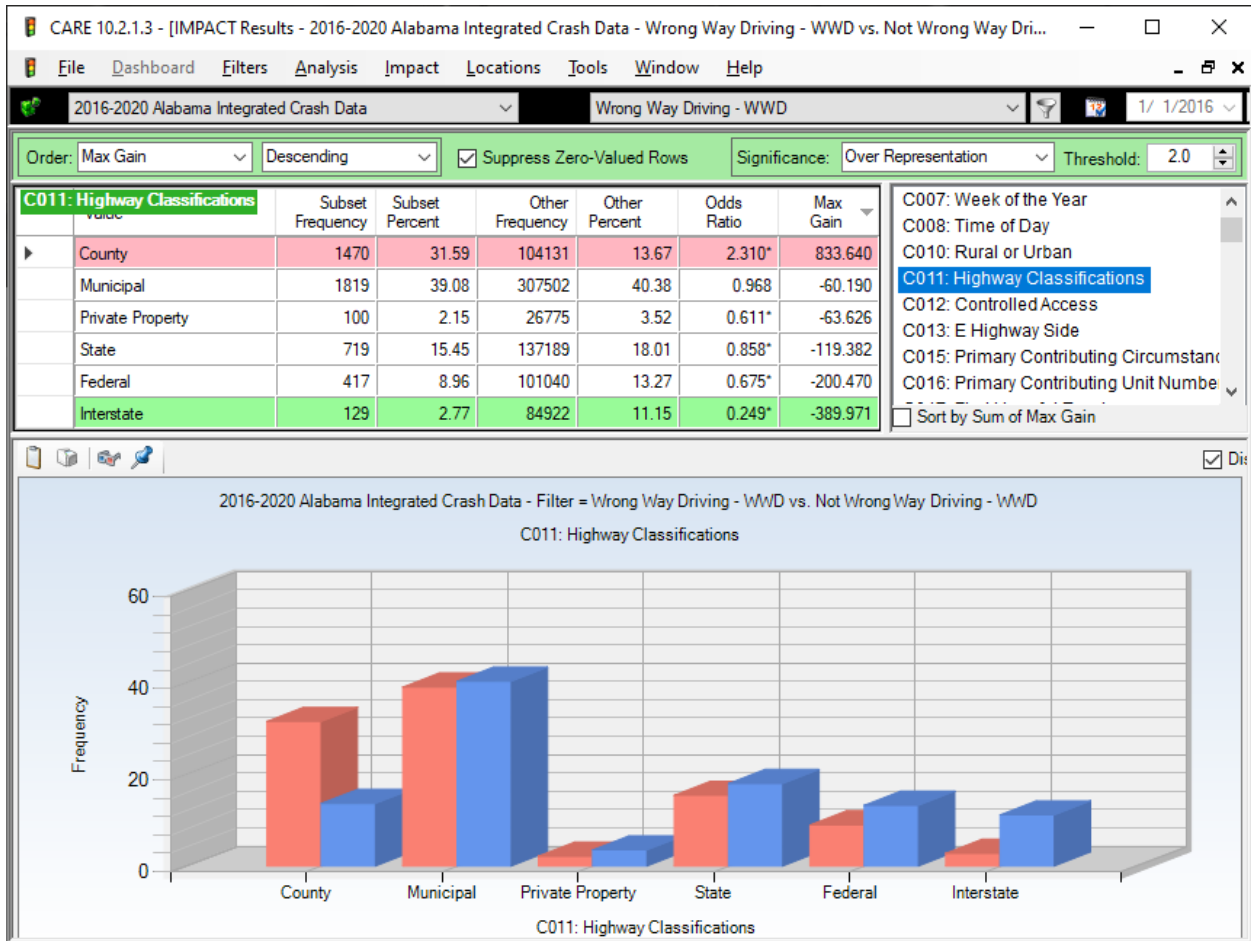 CARE 10.2.1.3 - [IMPACT Results - 2016-2020 Alabama Integrated Crash Data - Wrong Way Driving - WWD vs. Not Wrong Way Dri...
File Dashboard Filters Analysis Impact Locations Tools Window Help
2016-2020 Alabama Integrated Crash Data Wrong Way Driving - WWD 1/ 1/2016
Order: Max Gain Descending Suppress Zero-Valued Rows Significance: Over Representation Threshold: 2.0
C011: Highway Classifications Subset Frequency Subset Percent Other Frequency Other Percent Odds Ratio Max Gain
County 1470 31.59 104131 13.67 2.310* 833.640
Municipal 1819 39.08 307502 40.38 0.968 -60.190
Private Property 100 2.15 26775 3.52 0.611* -63.626
State 719 15.45 137189 18.01 0.858* -119.382
Federal 417 8.96 101040 13.27 0.675* -200.470
Interstate 129 2.77 84922 11.15 0.249* -389.971
C007: Week of the Year
C008: Time of Day
C010: Rural or Urban
C011: Highway Classifications
C012: Controlled Access
C013: E Highway Side
C015: Primary Contributing Circumstanc
C016: Primary Contributing Unit Number
Sort by Sum of Max Gain
Dis
2016-2020 Alabama Integrated Crash Data - Filter = Wrong Way Driving - WWD vs. Not Wrong Way Driving - WWD
C011: Highway Classifications
Frequency
60
40
20
0
County Municipal Private Property State Federal Interstate
C011: Highway Classifications